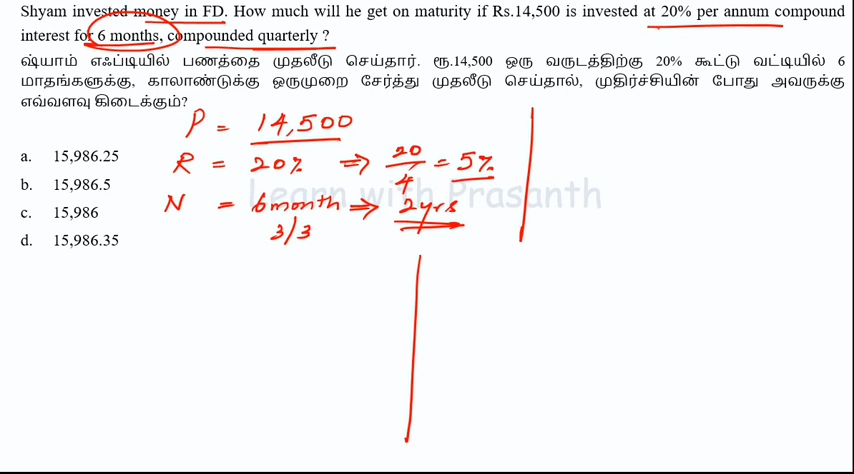 Shyam invested money in FD. How much will he get on maturity if Rs.14,500 is invested at 20% per annum compound
interest for 6 months, compounded quarterly ?
ஷ்யாம் எஃப்டியில் பணத்தை முதலீடு செய்தார். ரூ.14,500 ஒரு வருடத்திற்கு 20% கூட்டு வட்டியில் 6
மாதங்களுக்கு, காலாண்டுக்கு ஒருமுறை சேர்த்து முதலீடு செய்தால், முதிர்ச்சியின் போது அவருக்கு
எவ்வளவு கிடைக்கும்?
P = 14,500
a. 15,986.25
R = 20% ⇒ 20/4 = 5%
b. 15,986.5
Learn with Prasanth
N = 6month ⇒ 2yrs
c. 15,986
3/3
d. 15,986.35